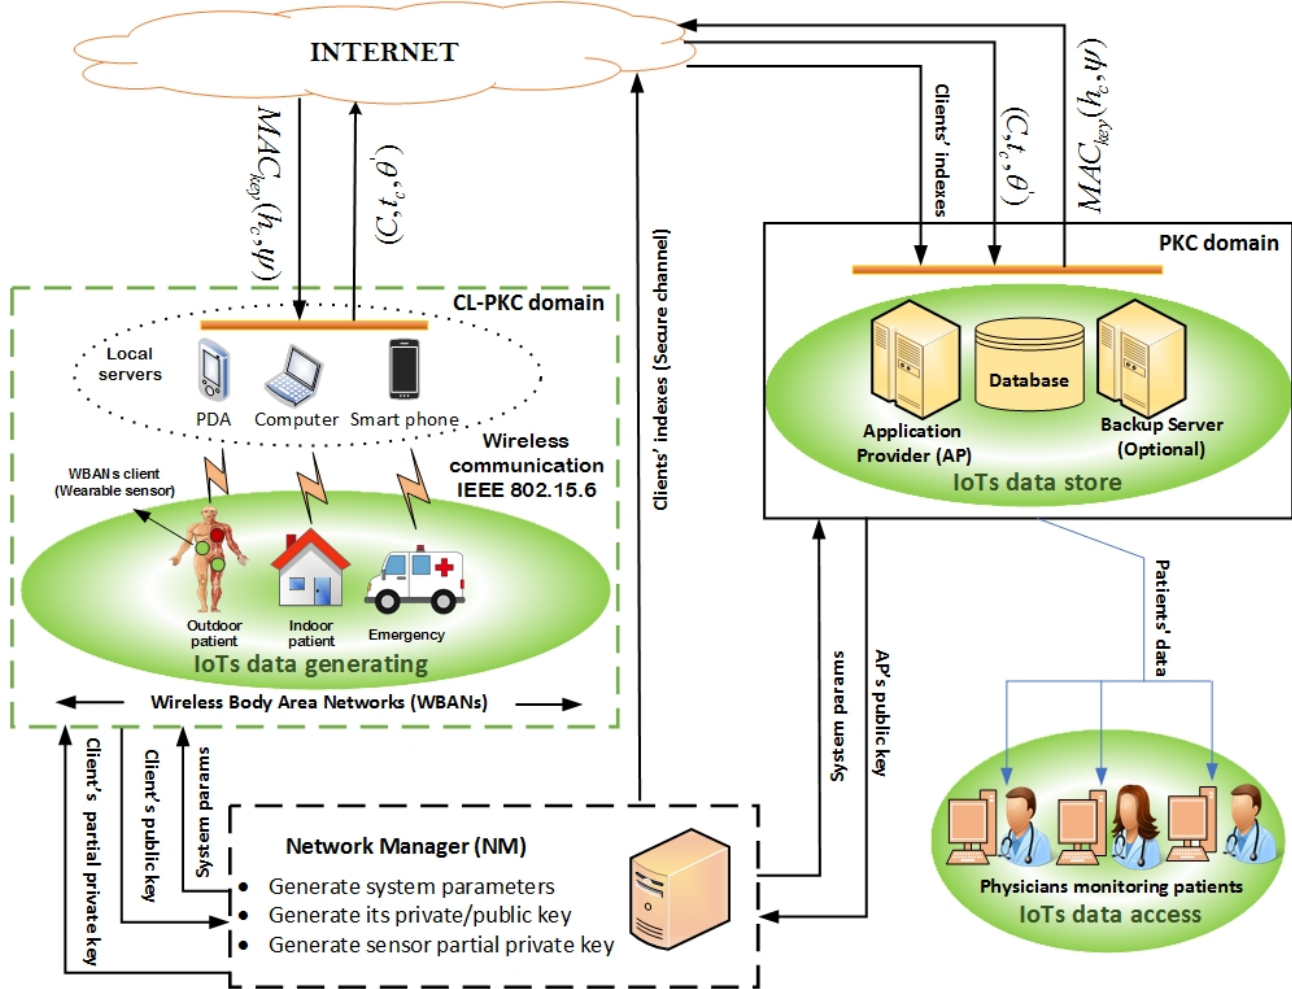 INTERNET
MAC_key(h_c,ψ)
(C,t_c,θ')
Clients' indexes
(C,t_c,θ')
MAC_key(h_c,ψ)
Clients' indexes (Secure channel)
CL-PKC domain
Local
servers
PDA
Computer
Smart phone
Wireless
communication
IEEE 802.15.6
WBANs client
(Wearable sensor)
Outdoor
patient
Indoor
patient
Emergency
IoTs data generating
Wireless Body Area Networks (WBANs)
PKC domain
Application
Provider (AP)
Database
Backup Server
(Optional)
IoTs data store
Client's partial private key
Client's public key
System params
System params
AP's public key
Patients' data
Network Manager (NM)
• Generate system parameters
• Generate its private/public key
• Generate sensor partial private key
Physicians monitoring patients
IoTs data access